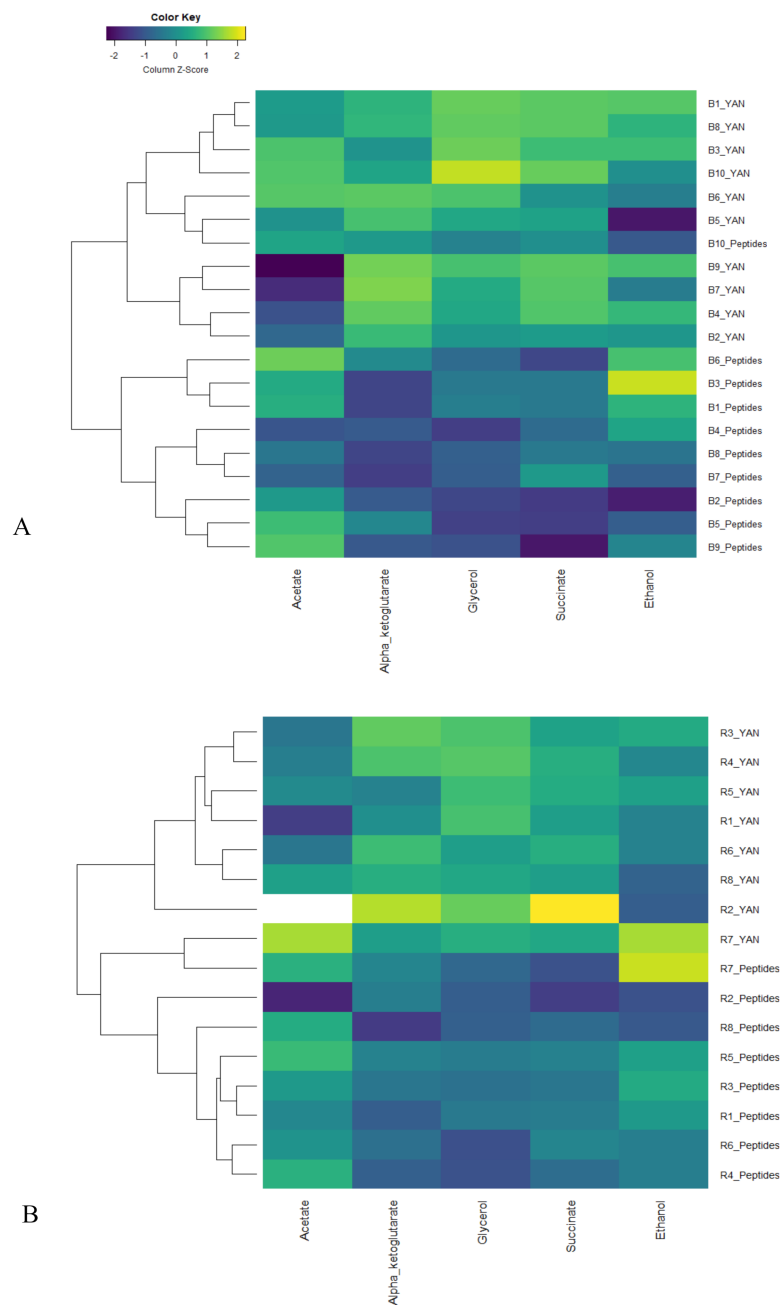 Color Key
-2 -1 0 1 2
Column Z-Score
B1_YAN
B8_YAN
B3_YAN
B10_YAN
B6_YAN
B5_YAN
B10_Peptides
B9_YAN
B7_YAN
B4_YAN
B2_YAN
B6_Peptides
B3_Peptides
B1_Peptides
B4_Peptides
B8_Peptides
B7_Peptides
B2_Peptides
B5_Peptides
B9_Peptides
A
Acetate
Alpha_ketoglutarate
Glycerol
Succinate
Ethanol
R3_YAN
R4_YAN
R5_YAN
R1_YAN
R6_YAN
R8_YAN
R2_YAN
R7_YAN
R7_Peptides
R2_Peptides
R8_Peptides
R5_Peptides
R3_Peptides
R1_Peptides
R6_Peptides
R4_Peptides
B
Acetate
Alpha_ketoglutarate
Glycerol
Succinate
Ethanol